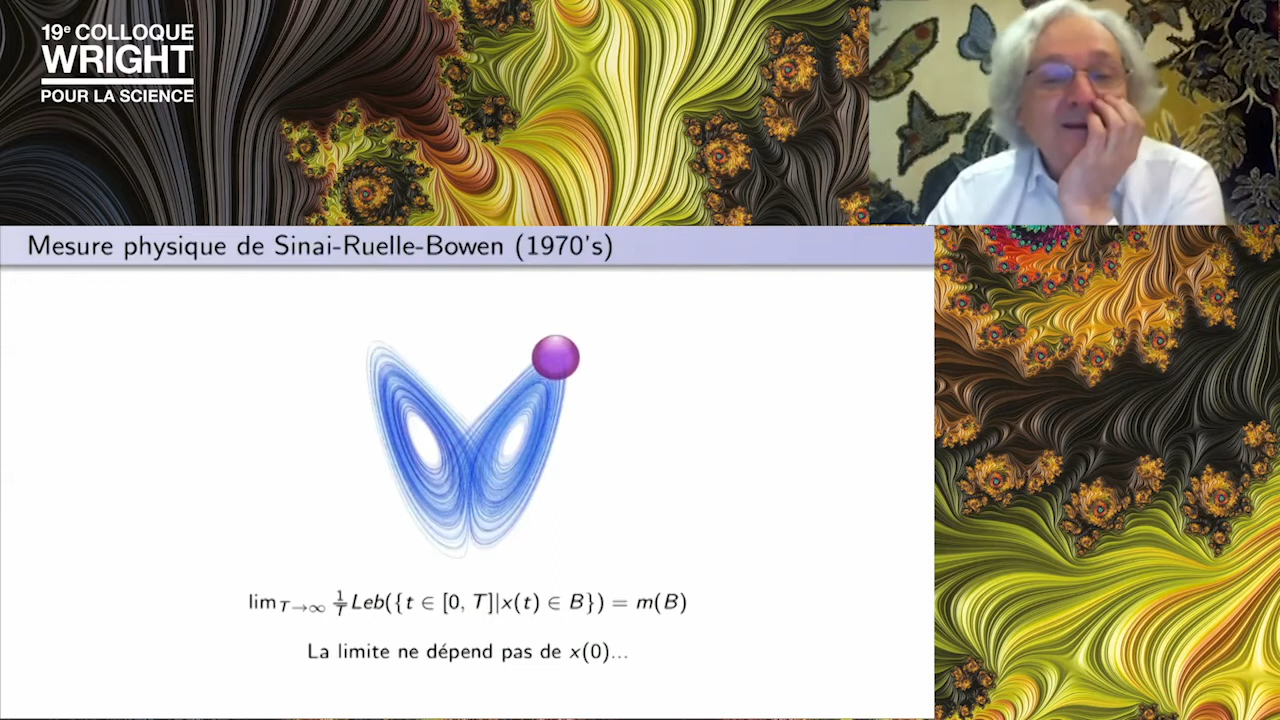 19e COLLOQUE
WRIGHT
POUR LA SCIENCE
Mesure physique de Sinai-Ruelle-Bowen (1970's)
lim T→∞ 1/T Leb({t ∈ [0, T]|x(t) ∈ B}) = m(B)
La limite ne dépend pas de x(0)...